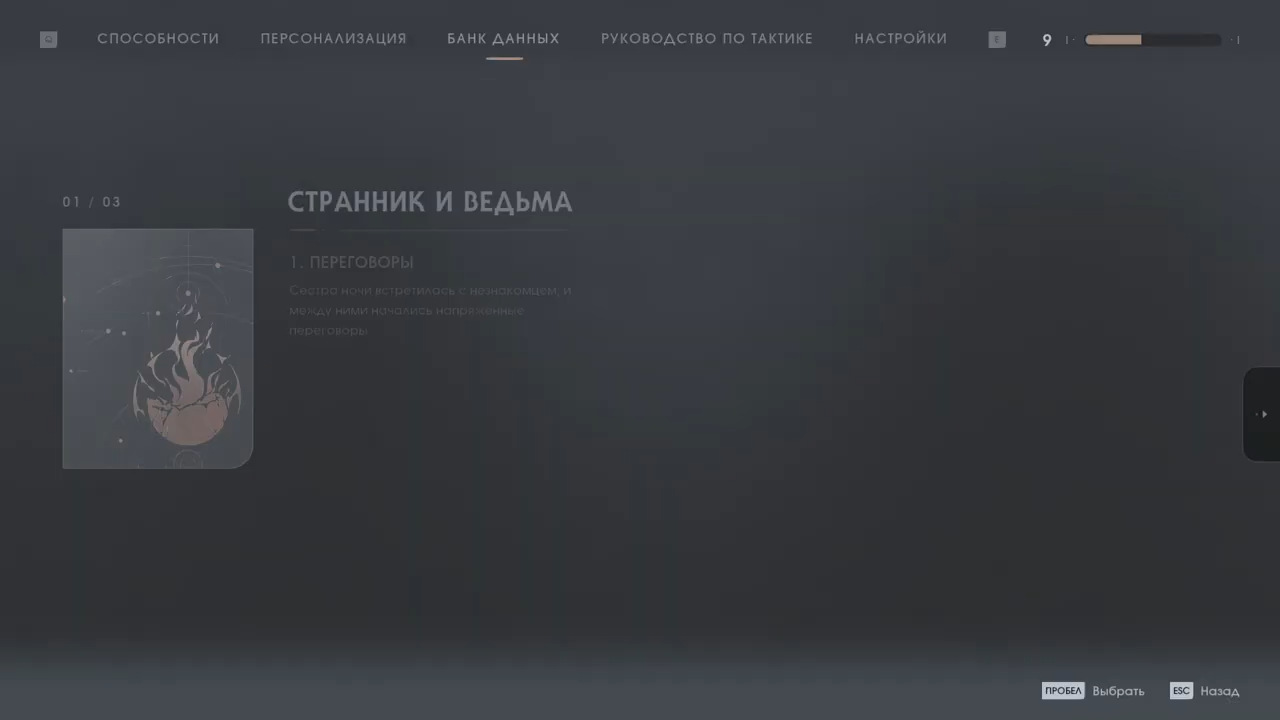 Q СПОСОБНОСТИ ПЕРСОНАЛИЗАЦИЯ БАНК ДАННЫХ РУКОВОДСТВО ПО ТАКТИКЕ НАСТРОЙКИ E 9
01 / 03
СТРАННИК И ВЕДЬМА
1. ПЕРЕГОВОРЫ
Сестра ночи встретилась с незнакомцем, и
между ними начались напряженные
переговоры.
ПРОБЕЛ Выбрать ESC Назад